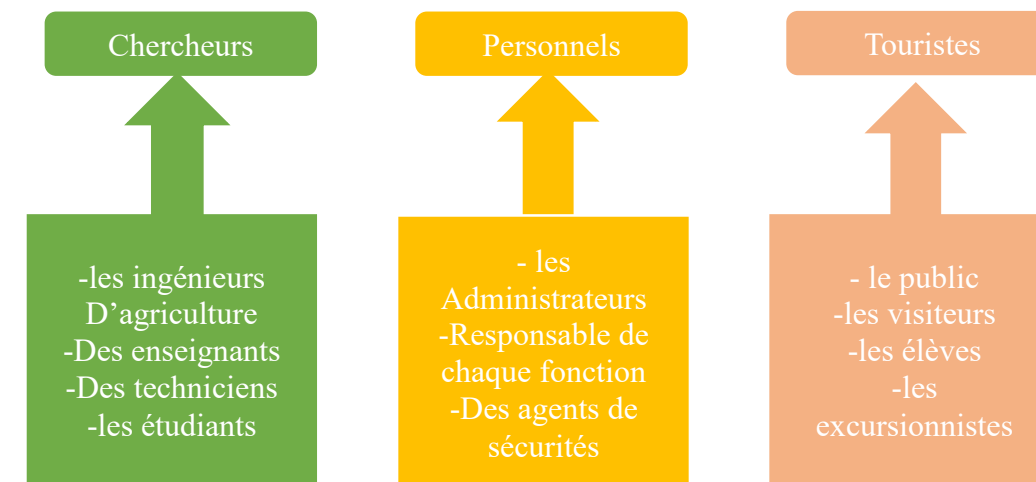 Chercheurs
Personnels
Touristes
-les ingénieurs
D’agriculture
-Des enseignants
-Des techniciens
-les étudiants
- les
Administrateurs
-Responsable de
chaque fonction
-Des agents de
sécurités
- le public
-les visiteurs
-les élèves
-les
excursionnistes